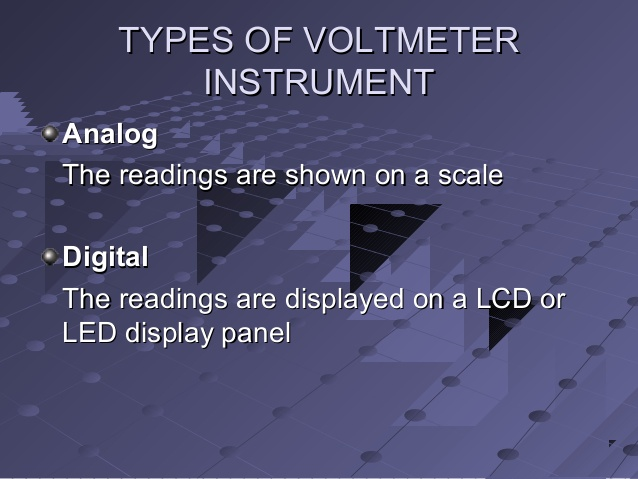 TYPES OF VOLTMETER
INSTRUMENT
Analog
The readings are shown on a scale
Digital
The readings are displayed on a LCD or
LED display panel